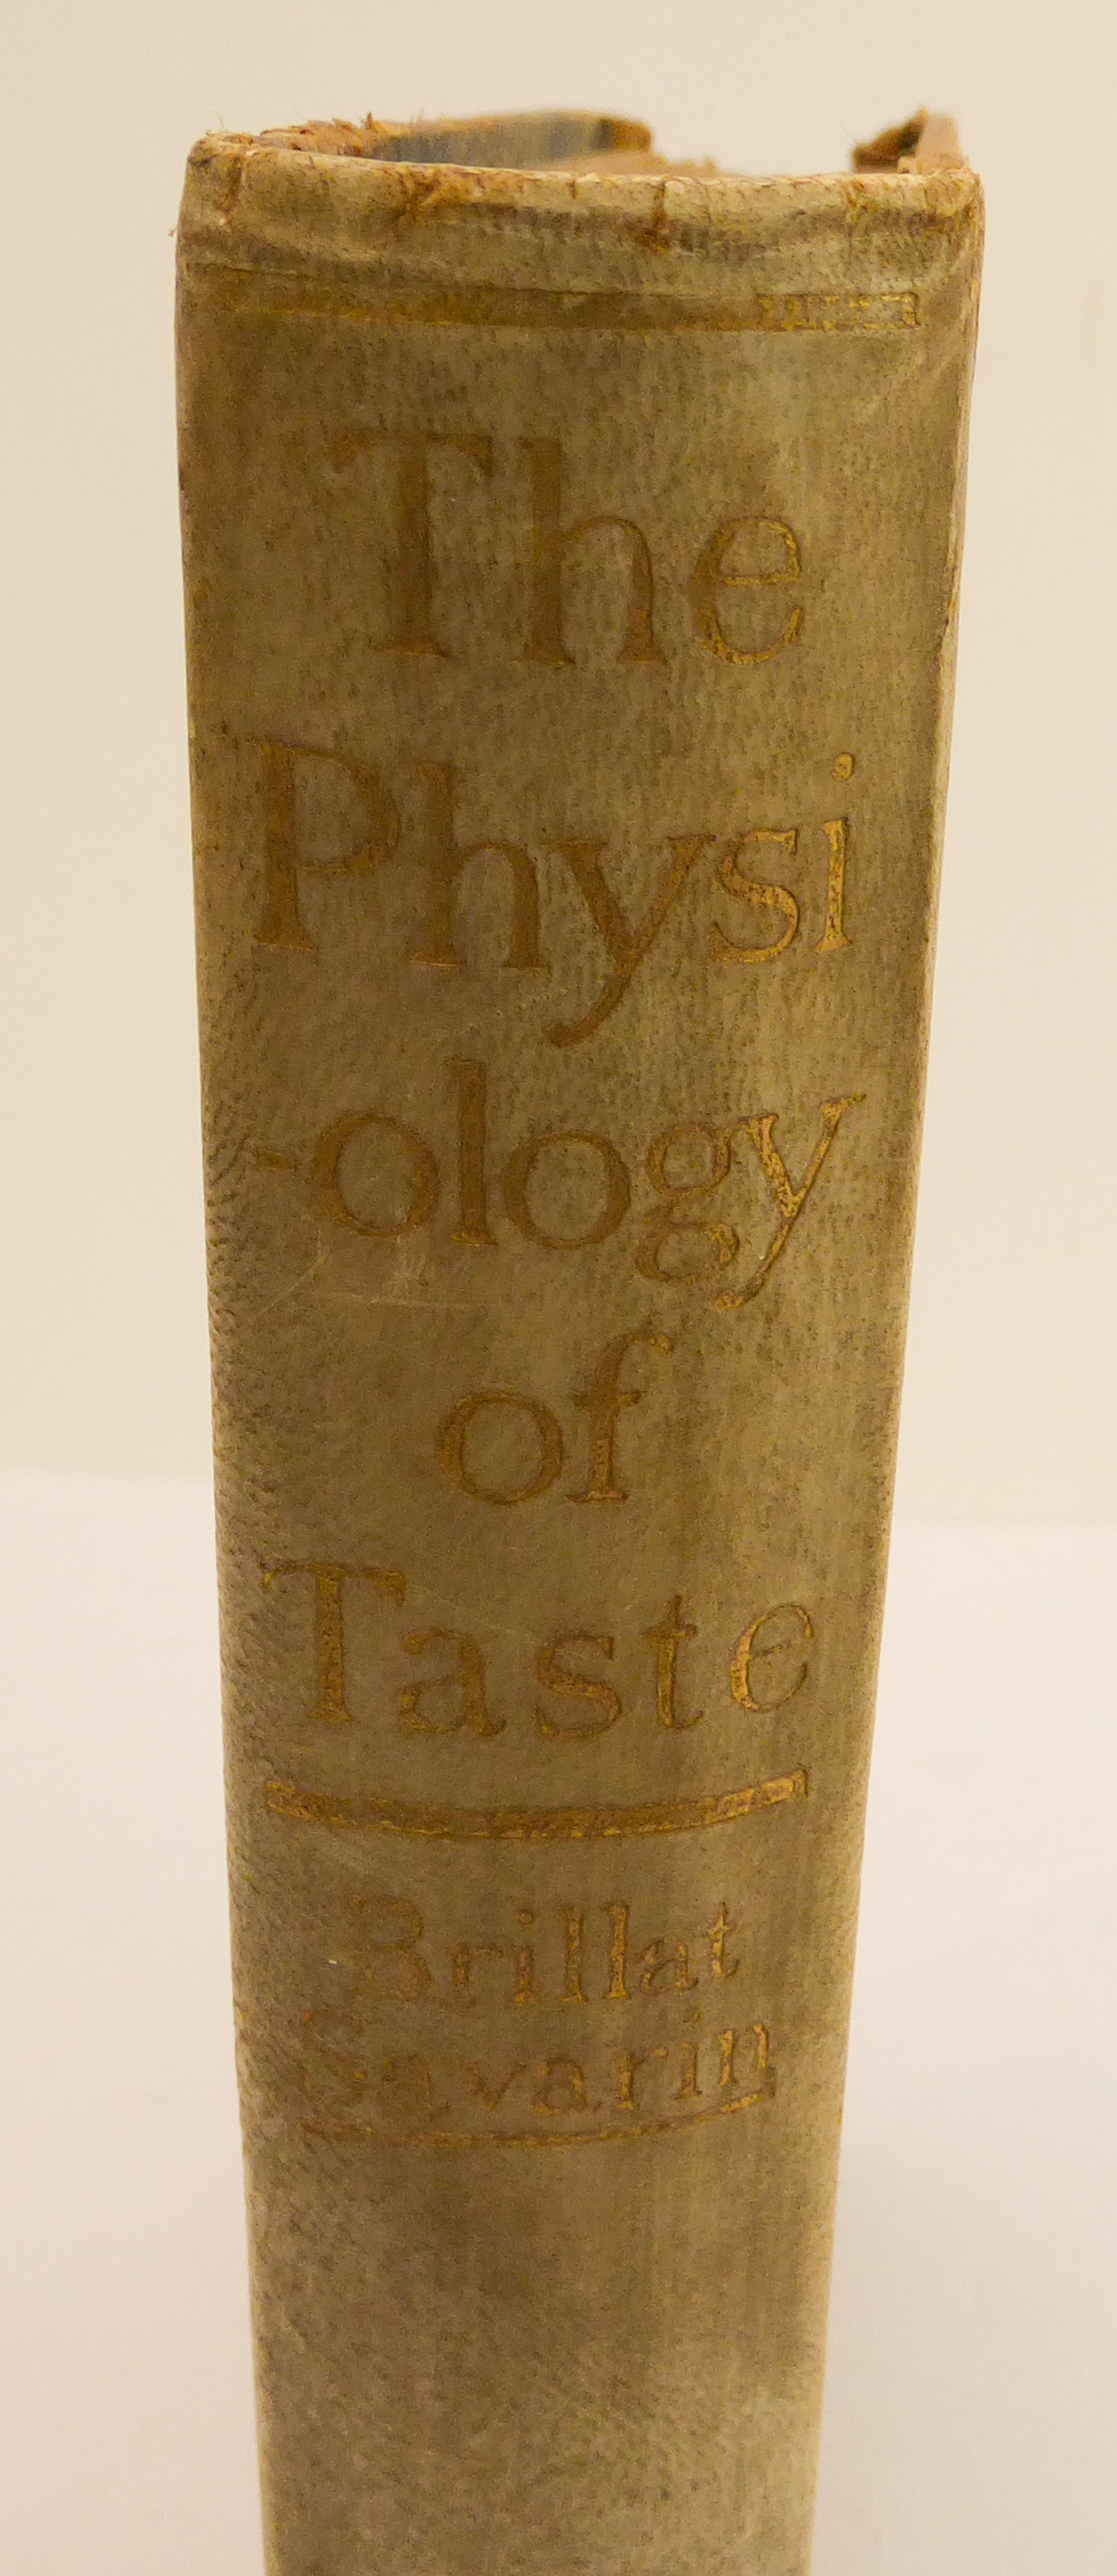 The
Physi
-ology
of
Taste
Brillat
Savarin